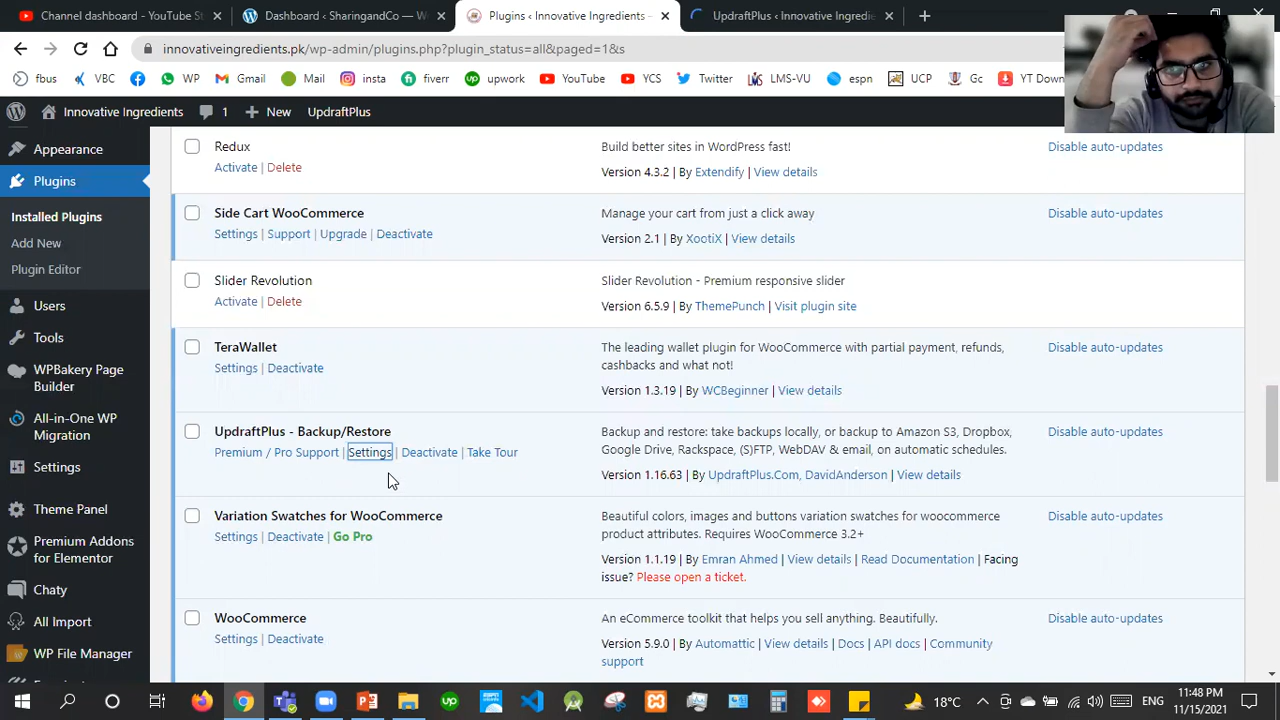 Channel dashboard - YouTube St
Dashboard ‹ SharingandCo — Wo
Plugins ‹ Innovative Ingredients —
UpdraftPlus ‹ Innovative Ingredie
innovativeingredients.pk/wp-admin/plugins.php?plugin_status=all&paged=1&s
fbus
VBC
WP
Gmail
Mail
insta
fiverr
upwork
YouTube
YCS
Twitter
LMS-VU
espn
UCP
Gc
YT Down
Innovative Ingredients
1
New
UpdraftPlus
Appearance
Plugins
Installed Plugins
Add New
Plugin Editor
Users
Tools
WPBakery Page
Builder
All-in-One WP
Migration
Settings
Theme Panel
Premium Addons
for Elementor
Chaty
All Import
WP File Manager
Redux
Activate | Delete
Build better sites in WordPress fast!
Version 4.3.2 | By Extendify | View details
Disable auto-updates
Side Cart WooCommerce
Settings | Support | Upgrade | Deactivate
Manage your cart from just a click away
Version 2.1 | By XootiX | View details
Disable auto-updates
Slider Revolution
Activate | Delete
Slider Revolution - Premium responsive slider
Version 6.5.9 | By ThemePunch | Visit plugin site
Disable auto-updates
TeraWallet
Settings | Deactivate
The leading wallet plugin for WooCommerce with partial payment, refunds,
cashbacks and what not!
Version 1.3.19 | By WCBeginner | View details
Disable auto-updates
UpdraftPlus - Backup/Restore
Premium / Pro Support | Settings | Deactivate | Take Tour
Backup and restore: take backups locally, or backup to Amazon S3, Dropbox,
Google Drive, Rackspace, (S)FTP, WebDAV & email, on automatic schedules.
Version 1.16.63 | By UpdraftPlus.Com, DavidAnderson | View details
Disable auto-updates
Variation Swatches for WooCommerce
Settings | Deactivate | Go Pro
Beautiful colors, images and buttons variation swatches for woocommerce
product attributes. Requires WooCommerce 3.2+
Version 1.1.19 | By Emran Ahmed | View details | Read Documentation | Facing
issue? Please open a ticket.
Disable auto-updates
WooCommerce
Settings | Deactivate
An eCommerce toolkit that helps you sell anything. Beautifully.
Version 5.9.0 | By Automattic | View details | Docs | API docs | Community
support
Disable auto-updates
18°C
ENG
11:48 PM
11/15/2021